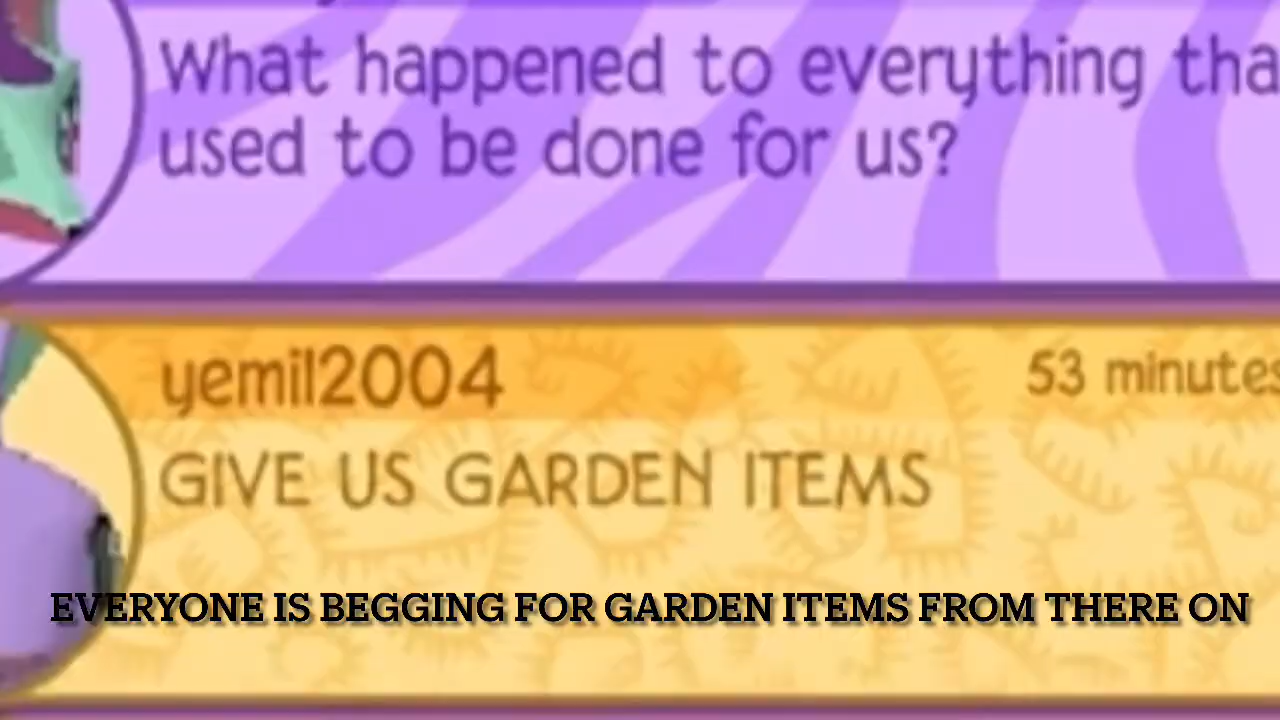 What happened to everything tha
used to be done for us?
yemil2004
53 minutes
GIVE US GARDEN ITEMS
EVERYONE IS BEGGING FOR GARDEN ITEMS FROM THERE ON